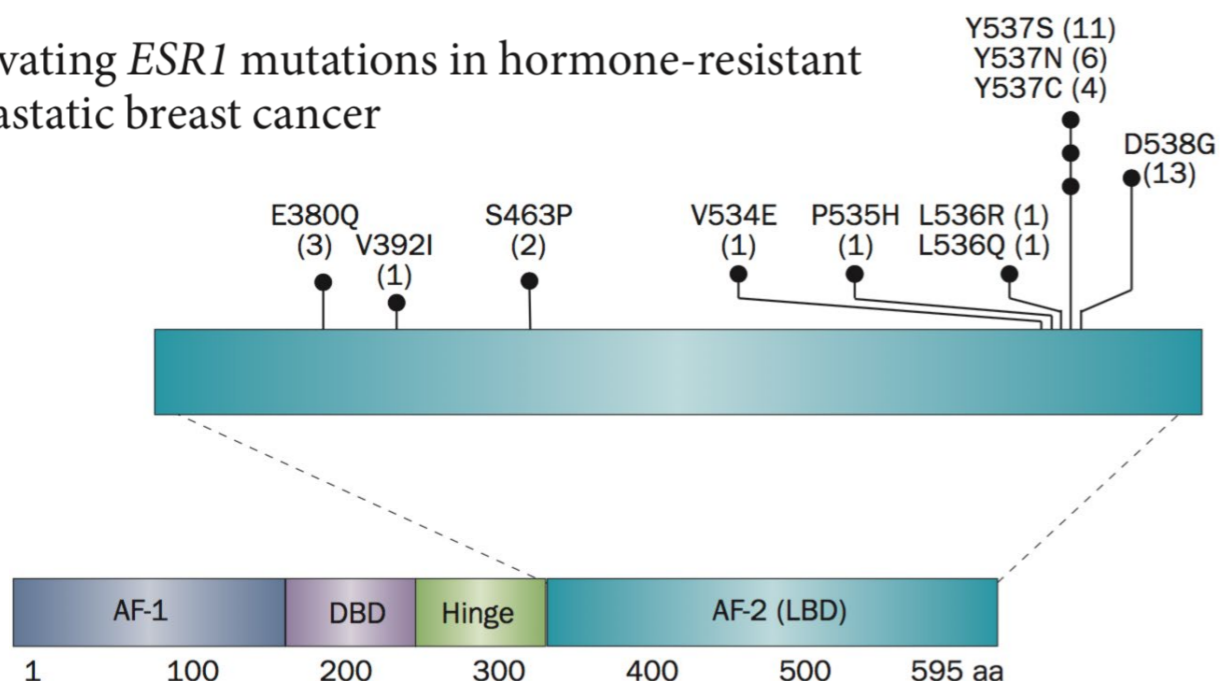 vating ESR1 mutations in hormone-resistant
astatic breast cancer
Y537S (11)
Y537N (6)
Y537C (4)
D538G
(13)
E380Q
(3)
V392I
(1)
S463P
(2)
V534E
(1)
P535H
(1)
L536R (1)
L536Q (1)
AF-1
DBD
Hinge
AF-2 (LBD)
1 100 200 300 400 500 595 aa